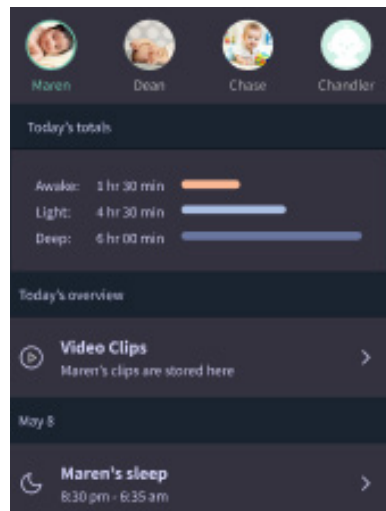 Maren Dean Chase Chandler
Today's totals
Awake: 1 hr 30 min
Light: 4 hr 30 min
Deep: 6 hr 00 min
Today's overview
Video Clips
Maren's clips are stored here
May 8
Maren's sleep
8:30 pm - 6:35 am